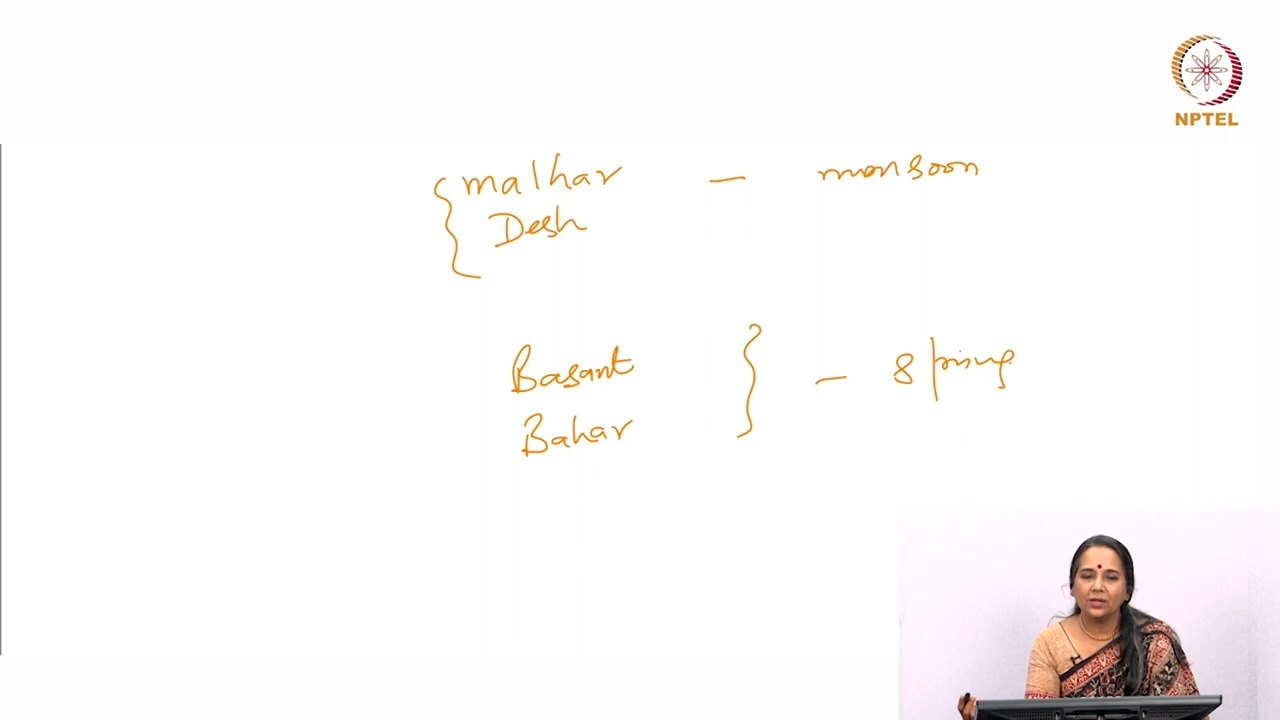 NPTEL
{ malhar – monsoon
Desh
Basant
} – spring
Bahar